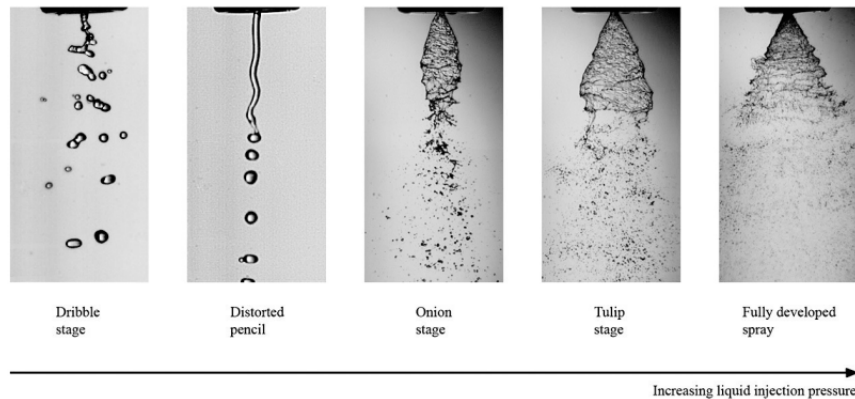 Dribble
stage
Distorted
pencil
Onion
stage
Tulip
stage
Fully developed
spray
Increasing liquid injection pressure